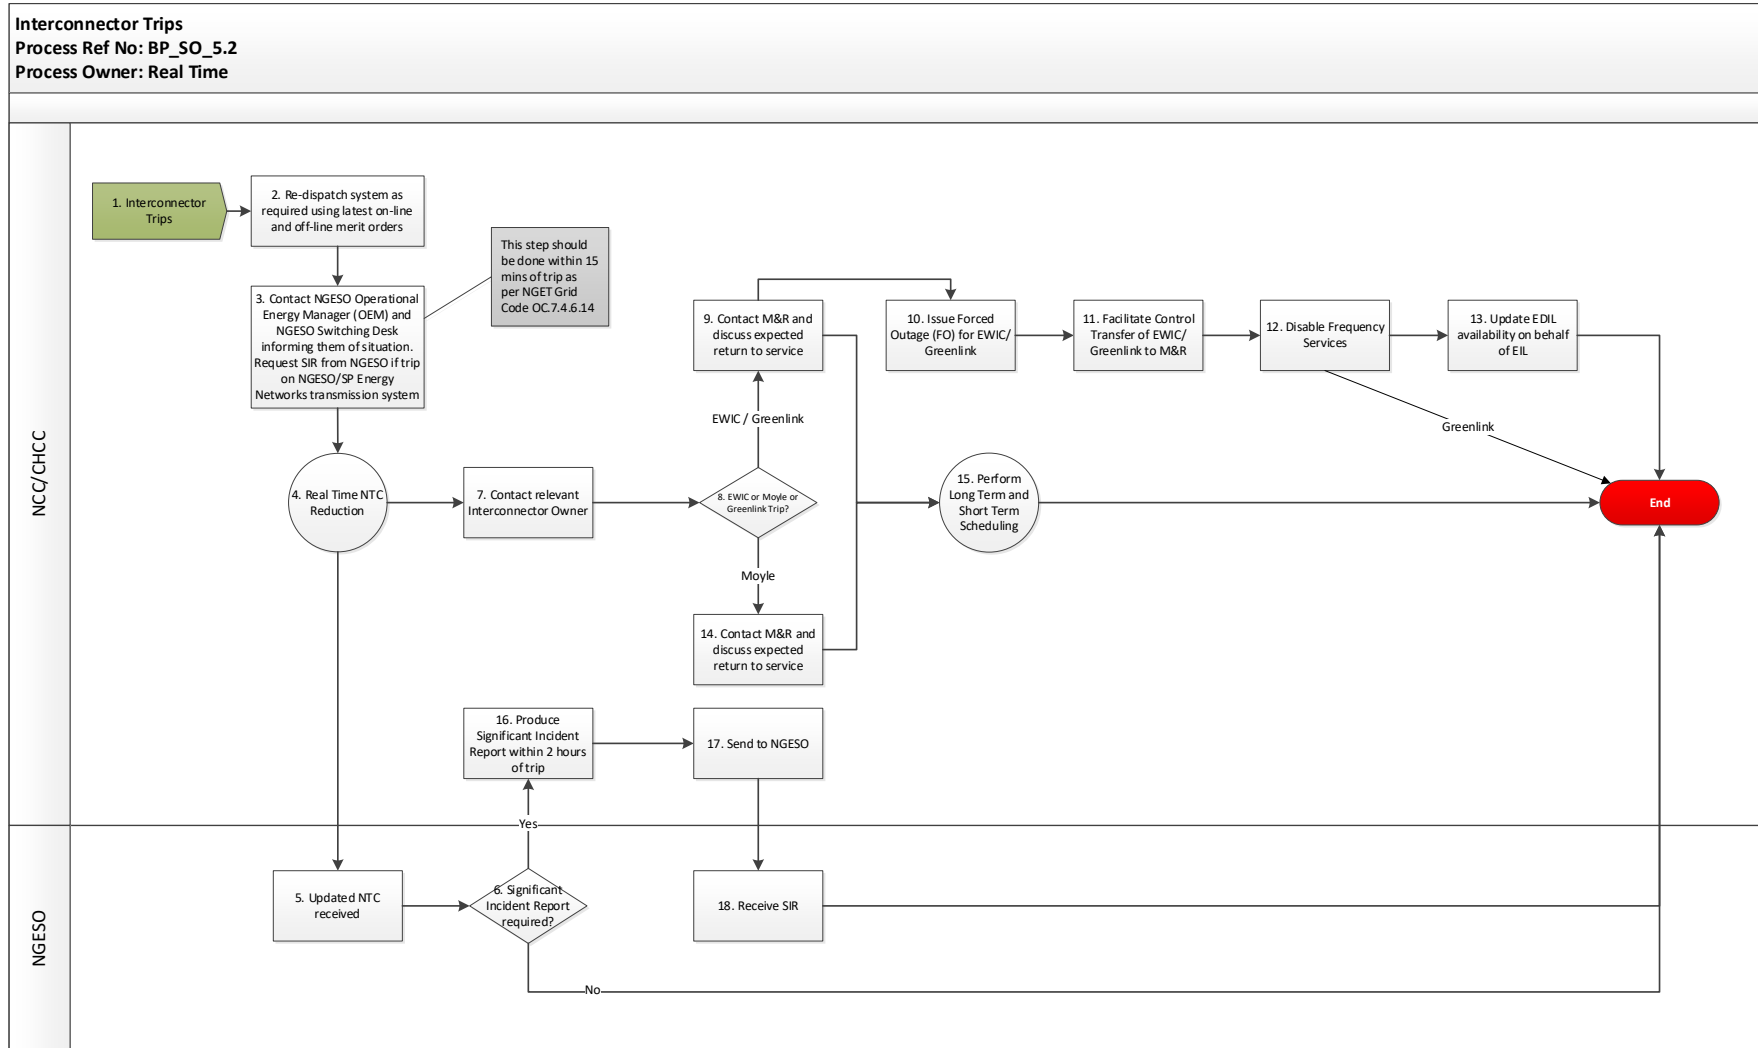 Interconnector Trips
Process Ref No: BP_SO_5.2
Process Owner: Real Time
NCC/CHCC
1. Interconnector
Trips
2. Re-dispatch system as
required using latest on-line
and off-line merit orders
This step should
be done within 15
mins of trip as
per NGET Grid
Code OC.7.4.6.14
3. Contact NGESO Operational
Energy Manager (OEM) and
NGESO Switching Desk
informing them of situation.
Request SIR from NGESO if trip
on NGESO/SP Energy
Networks transmission system
9. Contact M&R and
discuss expected
return to service
10. Issue Forced
Outage (FO) for EWIC/
Greenlink
11. Facilitate Control
Transfer of EWIC/
Greenlink to M&R
12. Disable Frequency
Services
13. Update EDIL
availability on behalf
of EIL
EWIC / Greenlink
Greenlink
4. Real Time NTC
Reduction
7. Contact relevant
Interconnector Owner
8. EWIC or Moyle or
Greenlink Trip?
15. Perform
Long Term and
Short Term
Scheduling
End
Moyle
14. Contact M&R and
discuss expected
return to service
16. Produce
Significant Incident
Report within 2 hours
of trip
17. Send to NGESO
Yes
NGESO
5. Updated NTC
received
6. Significant
Incident Report
required?
18. Receive SIR
No